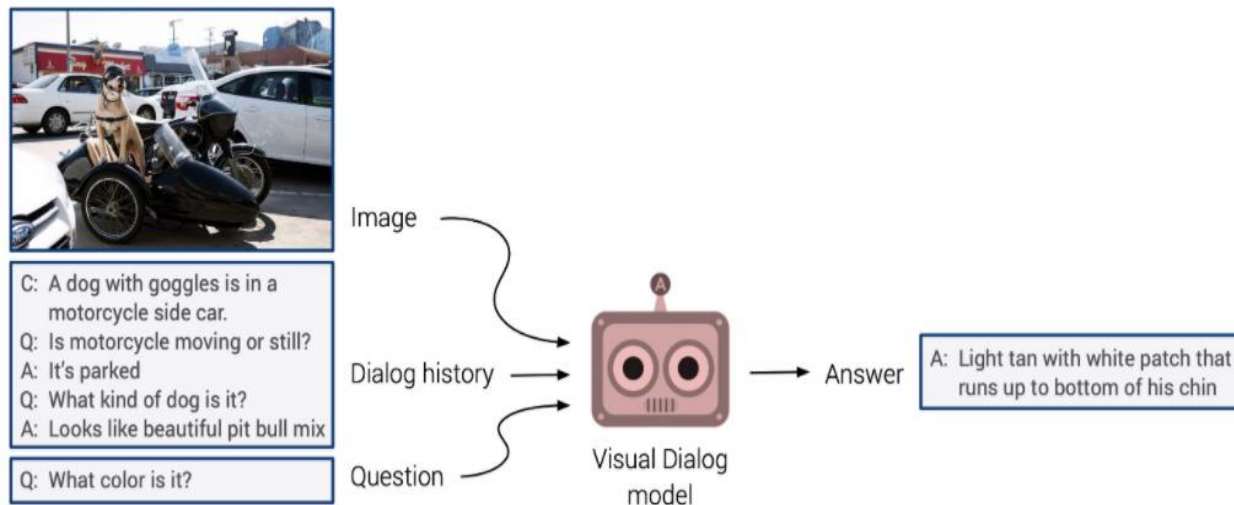 Image
C: A dog with goggles is in a
motorcycle side car.
Q: Is motorcycle moving or still?
A: It's parked
Q: What kind of dog is it?
A: Looks like beautiful pit bull mix
Dialog history
Q: What color is it?
Question
A
Visual Dialog
model
Answer
A: Light tan with white patch that
runs up to bottom of his chin